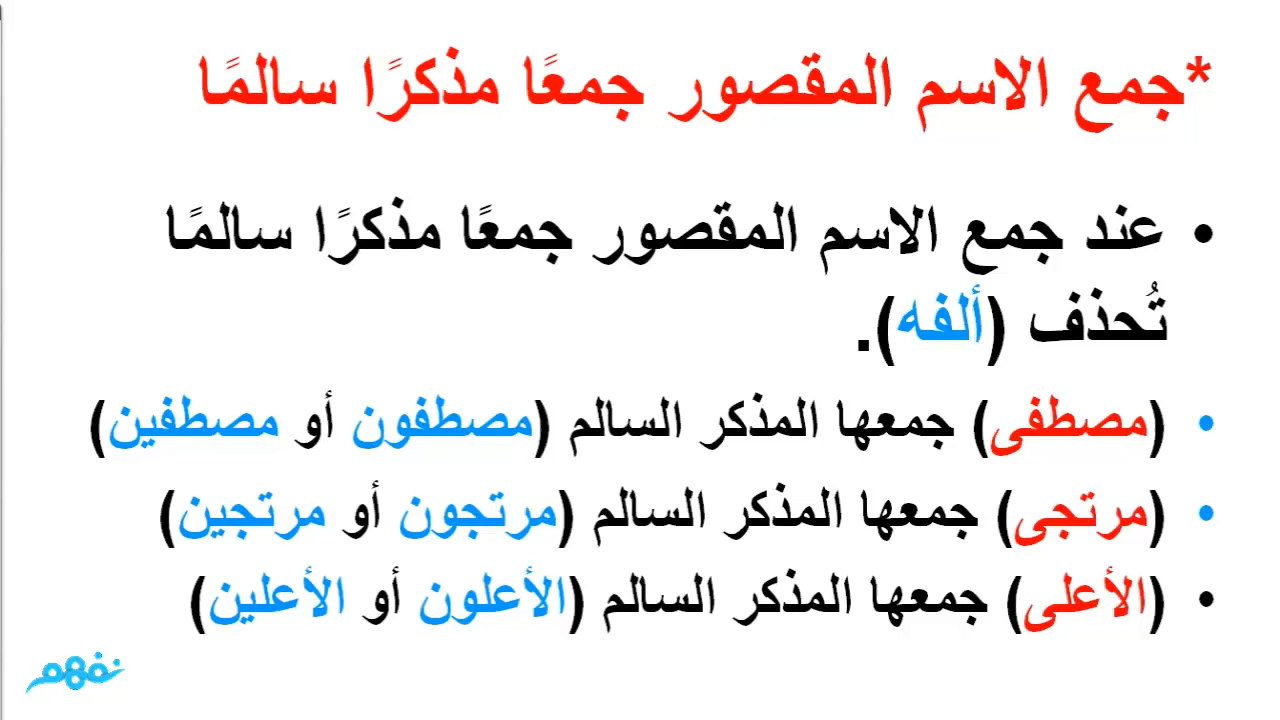 *جمع الاسم المقصور جمعًا مذكرًا سالمًا
• عند جمع الاسم المقصور جمعًا مذكرًا سالمًا
تُحذف (ألفه).
• (مصطفى) جمعها المذكر السالم (مصطفون أو مصطفين)
• (مرتجى) جمعها المذكر السالم (مرتجون أو مرتجين)
• (الأعلى) جمعها المذكر السالم (الأعلون أو الأعلين)
نفهم